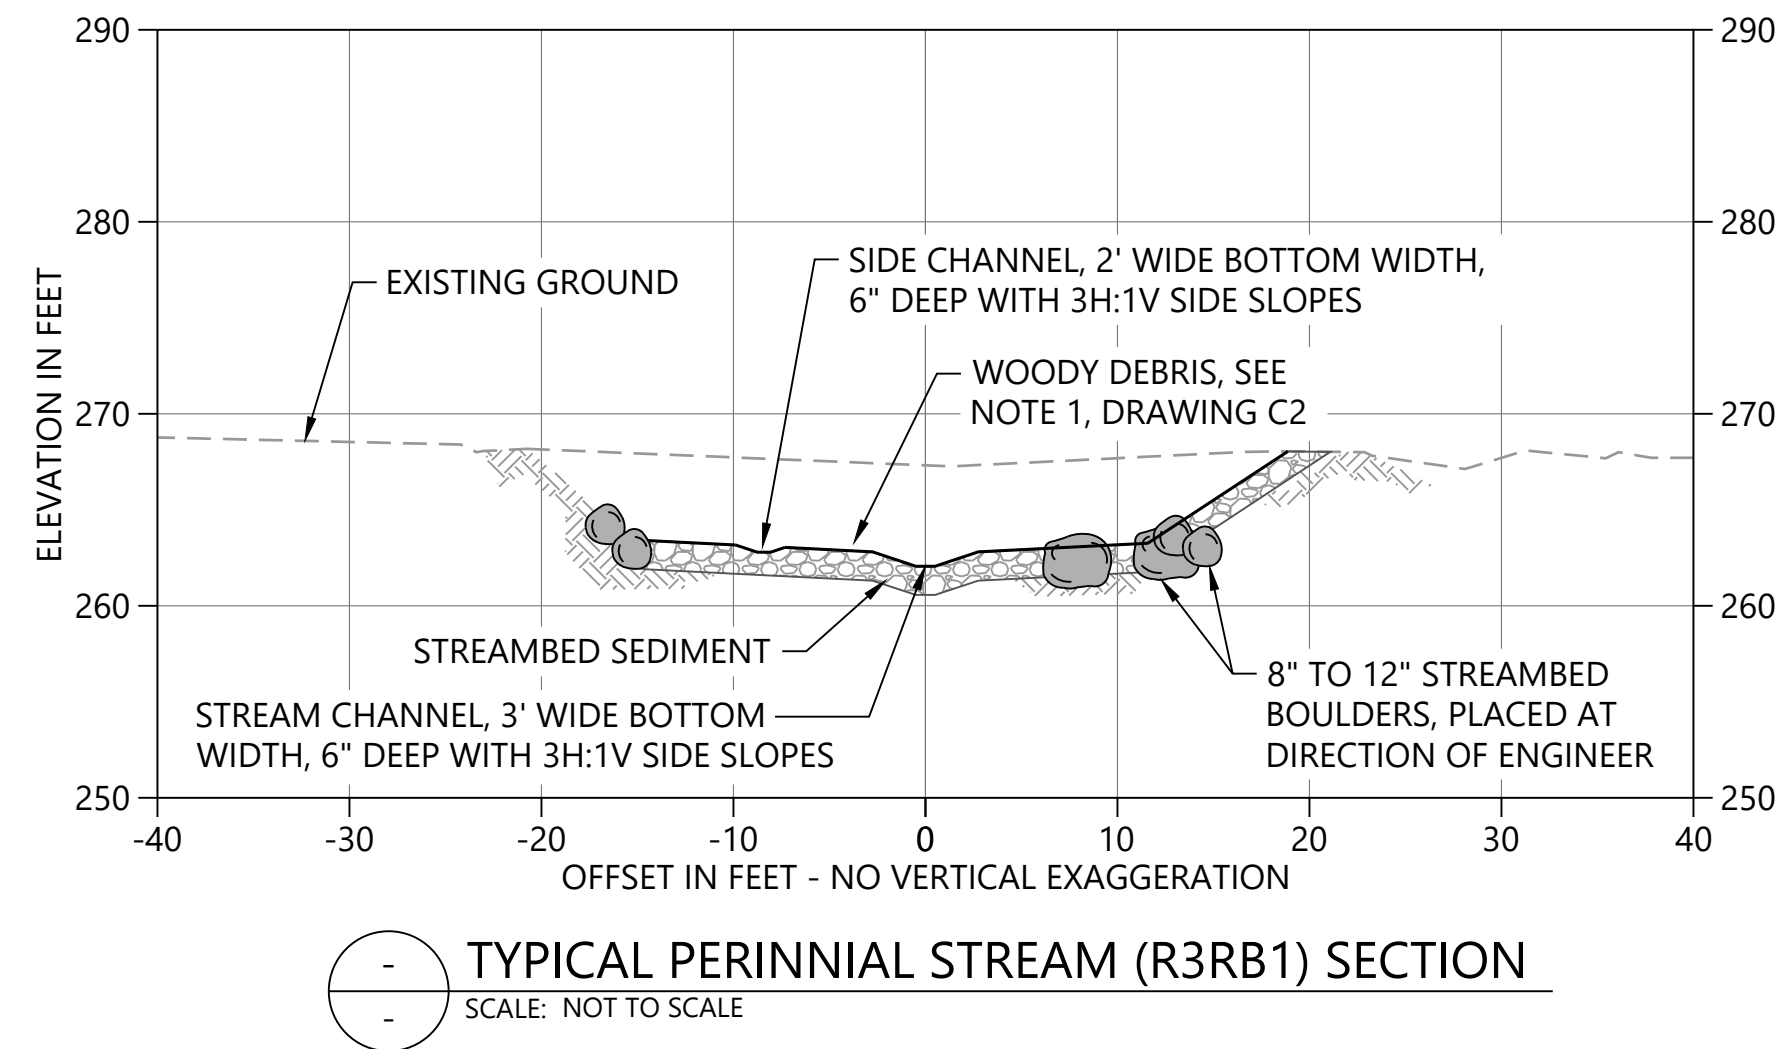 290
290
280
280
SIDE CHANNEL, 2' WIDE BOTTOM WIDTH,
6" DEEP WITH 3H:1V SIDE SLOPES
EXISTING GROUND
WOODY DEBRIS, SEE
NOTE 1, DRAWING C2
270
270
ELEVATION IN FEET
260
260
STREAMBED SEDIMENT
8" TO 12" STREAMBED
BOULDERS, PLACED AT
DIRECTION OF ENGINEER
STREAM CHANNEL, 3' WIDE BOTTOM
WIDTH, 6" DEEP WITH 3H:1V SIDE SLOPES
250
250
-40 -30 -20 -10 0 10 20 30 40
OFFSET IN FEET - NO VERTICAL EXAGGERATION
-
-
TYPICAL PERINNIAL STREAM (R3RB1) SECTION
SCALE: NOT TO SCALE